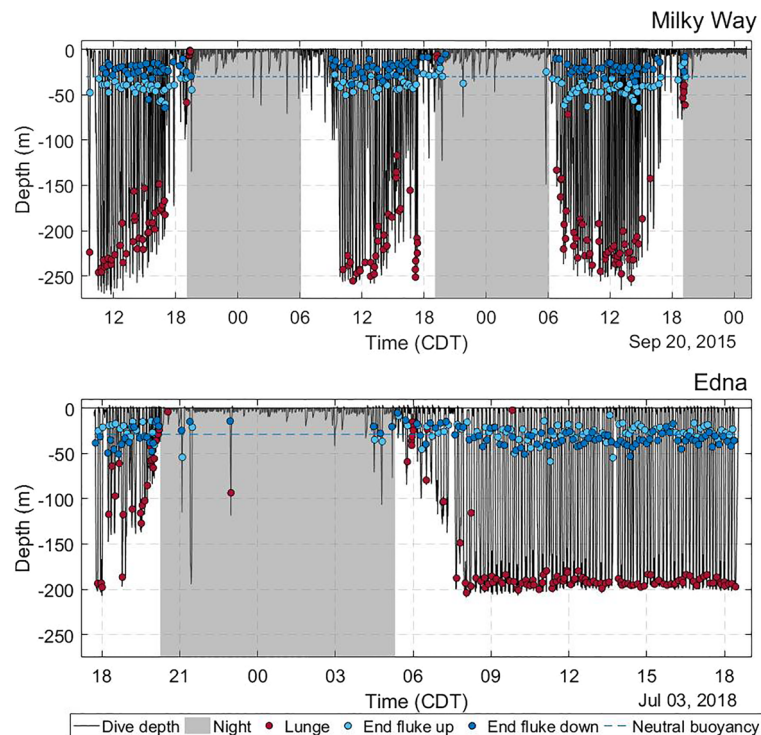 Milky Way
0
-50
-100
-150
-200
-250
Depth (m)
12 18 00 06 12 18 00 06 12 18 00
Time (CDT)
Sep 20, 2015
Edna
0
-50
-100
-150
-200
-250
Depth (m)
18 21 00 03 06 09 12 15 18
Time (CDT)
Jul 03, 2018
Dive depth Night Lunge End fluke up End fluke down Neutral buoyancy